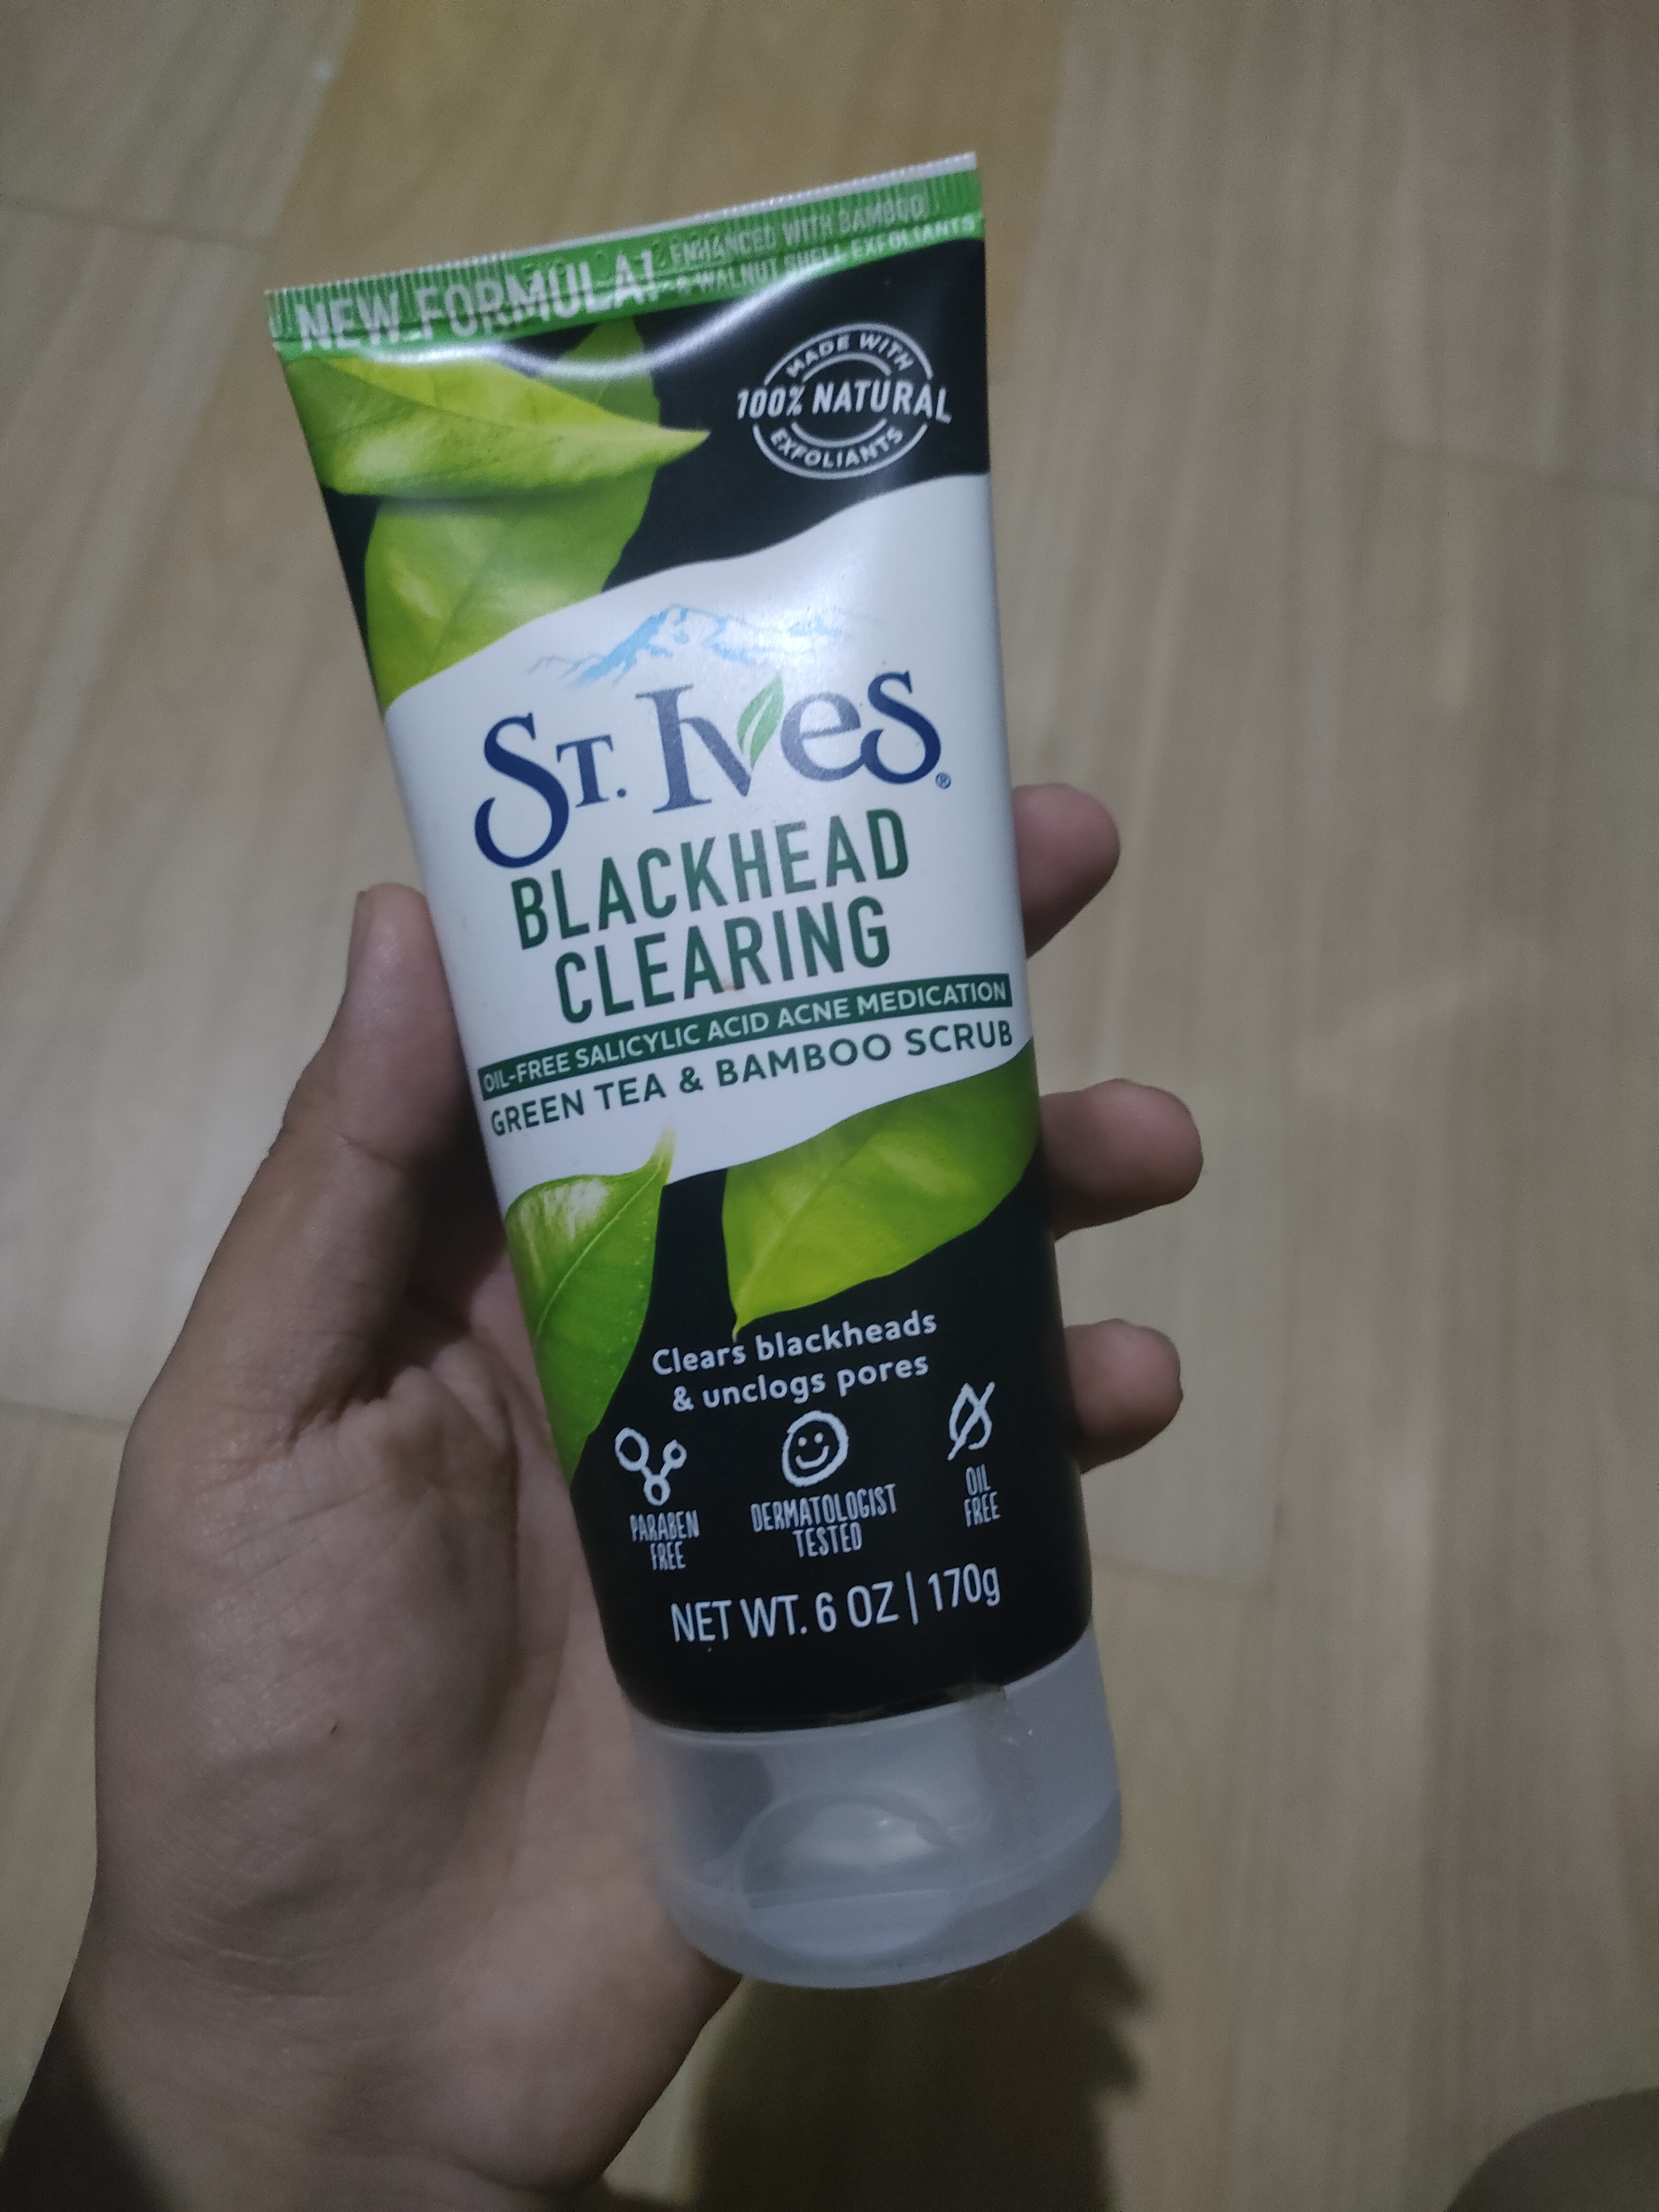 NEW FORMULA! ENHANCED WITH BAMBOO
& WALNUT SHELL EXFOLIANTS
MADE WITH
100% NATURAL
EXFOLIANTS
ST. IVES®
BLACKHEAD
CLEARING
OIL-FREE SALICYLIC ACID ACNE MEDICATION
GREEN TEA & BAMBOO SCRUB
Clears blackheads
& unclogs pores
PARABEN
FREE
DERMATOLOGIST
TESTED
OIL
FREE
NET WT. 6 OZ | 170g